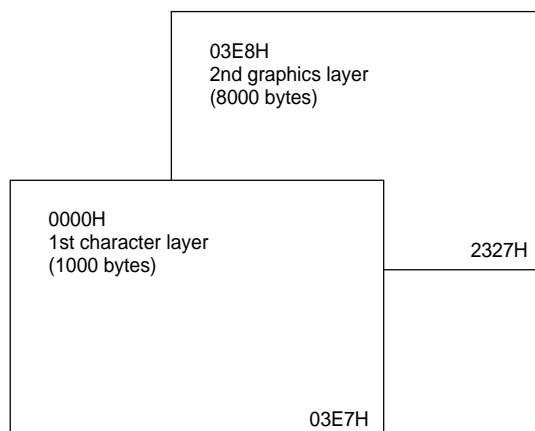 03E8H
2nd graphics layer
(8000 bytes)
0000H
1st character layer
(1000 bytes)
2327H
03E7H